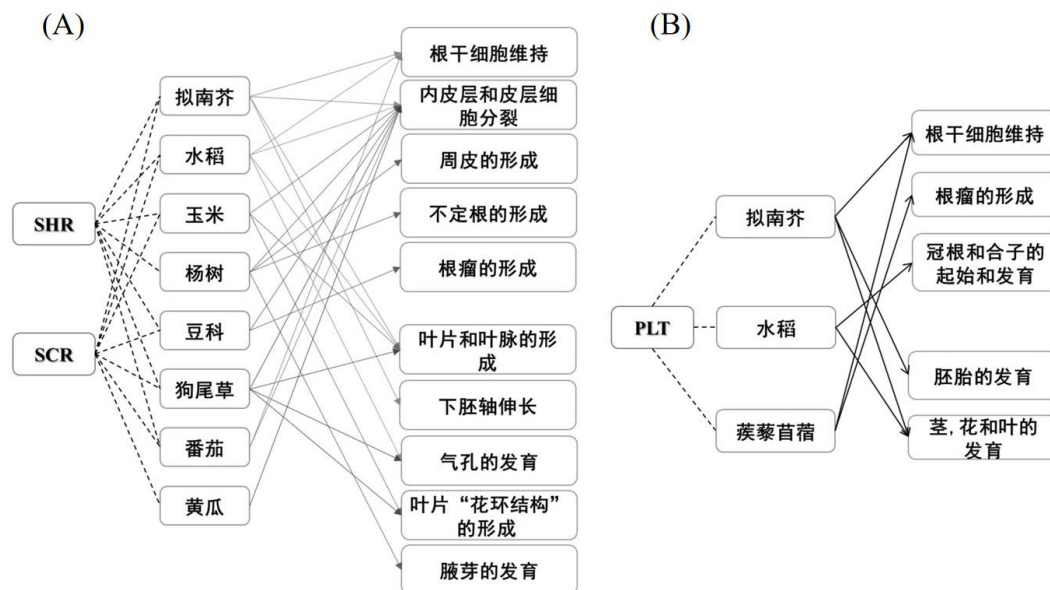 (A)
SHR
SCR
拟南芥
水稻
玉米
杨树
豆科
狗尾草
番茄
黄瓜
根干细胞维持
内皮层和皮层细
胞分裂
周皮的形成
不定根的形成
根瘤的形成
叶片和叶脉的形
成
下胚轴伸长
气孔的发育
叶片“花环结构”
的形成
腋芽的发育
(B)
PLT
拟南芥
水稻
蒺藜苜蓿
根干细胞维持
根瘤的形成
冠根和合子的
起始和发育
胚胎的发育
茎,花和叶的
发育